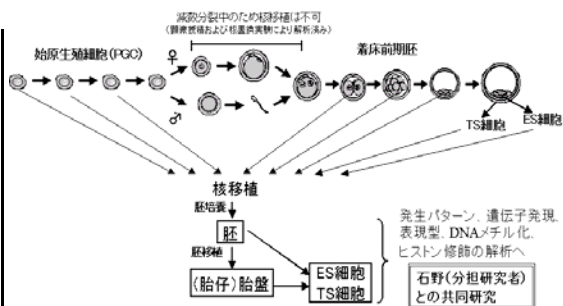 減数分裂中のため核移植は不可
(顕微授精および核置換実験により解析済み)
始原生殖細胞(PGC)
♀
♂
着床前期胚
TS細胞
ES細胞
核移植
胚培養
胚
胚移植
(胎仔)胎盤
ES細胞
TS細胞
発生パターン、遺伝子発現、
表現型、DNAメチル化、
ヒストン修飾の解析へ
石野(分担研究者)
との共同研究